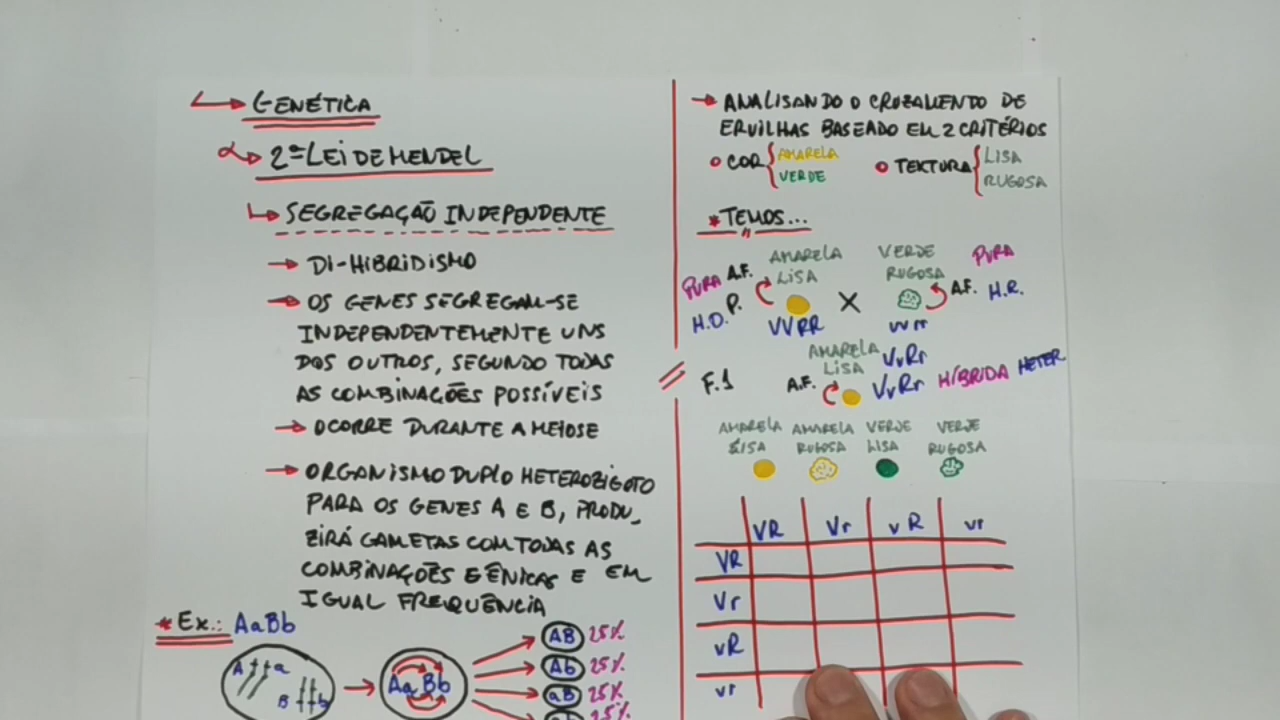 GENÉTICA
2ª LEI DE MENDEL
SEGREGAÇÃO INDEPENDENTE
DI-HIBRIDISMO
OS GENES SEGREGAM-SE
INDEPENDENTEMENTE UNS
DOS OUTROS, SEGUNDO TODAS
AS COMBINAÇÕES POSSÍVEIS
OCORRE DURANTE A MEIOSE
ORGANISMO DUPLO HETEROZIGOTO
PARA OS GENES A E B, PRODU_
ZIRÁ GAMETAS COM TODAS AS
COMBINAÇÕES GÊNICAS E EM
IGUAL FREQUÊNCIA
* Ex.: AaBb
A a
B b
AaBb
AB 25%
Ab 25%
aB 25%
ab 25%
ANALISANDO O CRUZAMENTO DE
ERVILHAS BASEADO EM 2 CRITÉRIOS
COR { AMARELA
VERDE
TEXTURA { LISA
RUGOSA
* TEMOS...
AMARELA
LISA
VERDE
RUGOSA
PURA A.F.
P.
H.D.
VVRR
X
vvrr
A.F.
PURA
H.R.
F.1
AMARELA
LISA
A.F.
VvRr
VvRr HÍBRIDA HETER
AMARELA
LISA
AMARELA
RUGOSA
VERDE
LISA
VERDE
RUGOSA
VR Vr vR vr
VR
Vr
vR
vr